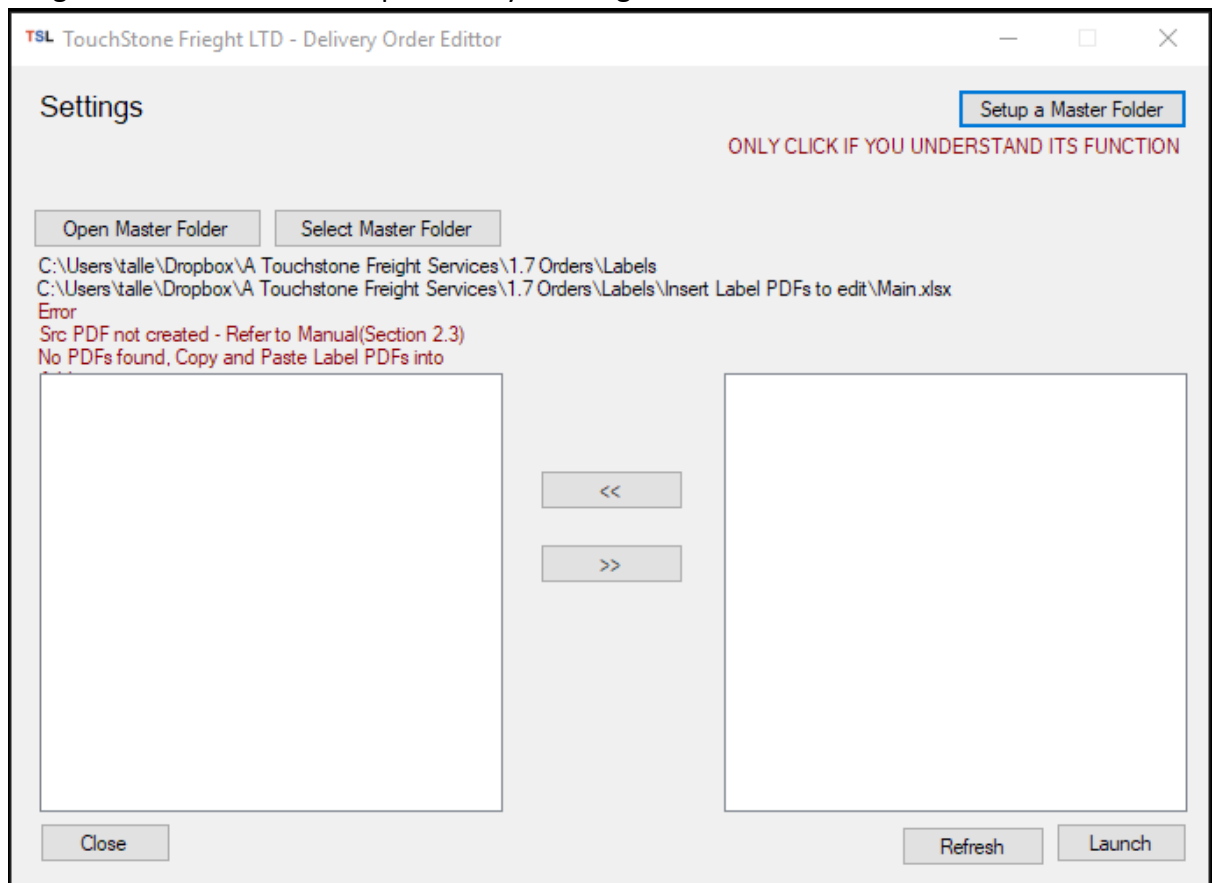 TSL TouchStone Frieght LTD - Delivery Order Edittor
Settings
Setup a Master Folder
ONLY CLICK IF YOU UNDERSTAND ITS FUNCTION
Open Master Folder
Select Master Folder
C:\Users\talle\Dropbox\A Touchstone Freight Services\1.7 Orders\Labels
C:\Users\talle\Dropbox\A Touchstone Freight Services\1.7 Orders\Labels\Insert Label PDFs to edit\Main.xlsx
Error
Src PDF not created - Refer to Manual(Section 2.3)
No PDFs found, Copy and Paste Label PDFs into
<<
>>
Close
Refresh
Launch